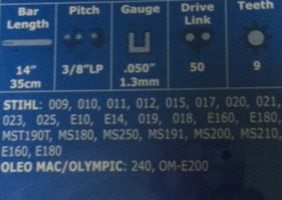 Bar Length Pitch Gauge Drive Link Teeth
14" 35cm 3/8"LP .050" 1.3mm 50 9
STIHL: 009, 010, 011, 012, 015, 017, 020, 021,
023, 025, E10, E14, 019, 018, E160, E180,
MST190T, MS180, MS250, MS191, MS200, MS210,
E160, E180
OLEO MAC/OLYMPIC: 240, OM-E200